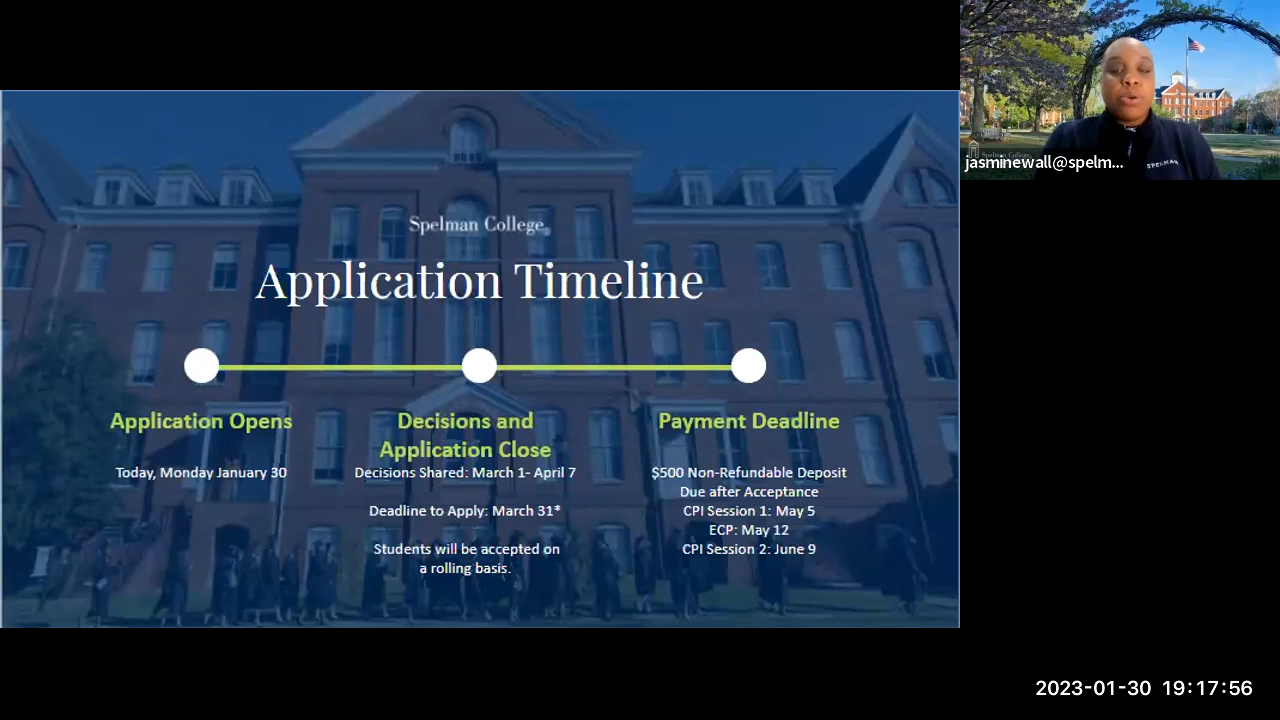 Spelman College
Application Timeline
Application Opens
Today, Monday January 30
Decisions and
Application Close
Decisions Shared: March 1- April 7
Deadline to Apply: March 31*
Students will be accepted on
a rolling basis.
Payment Deadline
$500 Non-Refundable Deposit
Due after Acceptance
CPI Session 1: May 5
ECP: May 12
CPI Session 2: June 9
Spelman College
SPELMAN
jasminewall@spelm...
2023-01-30 19:17:56